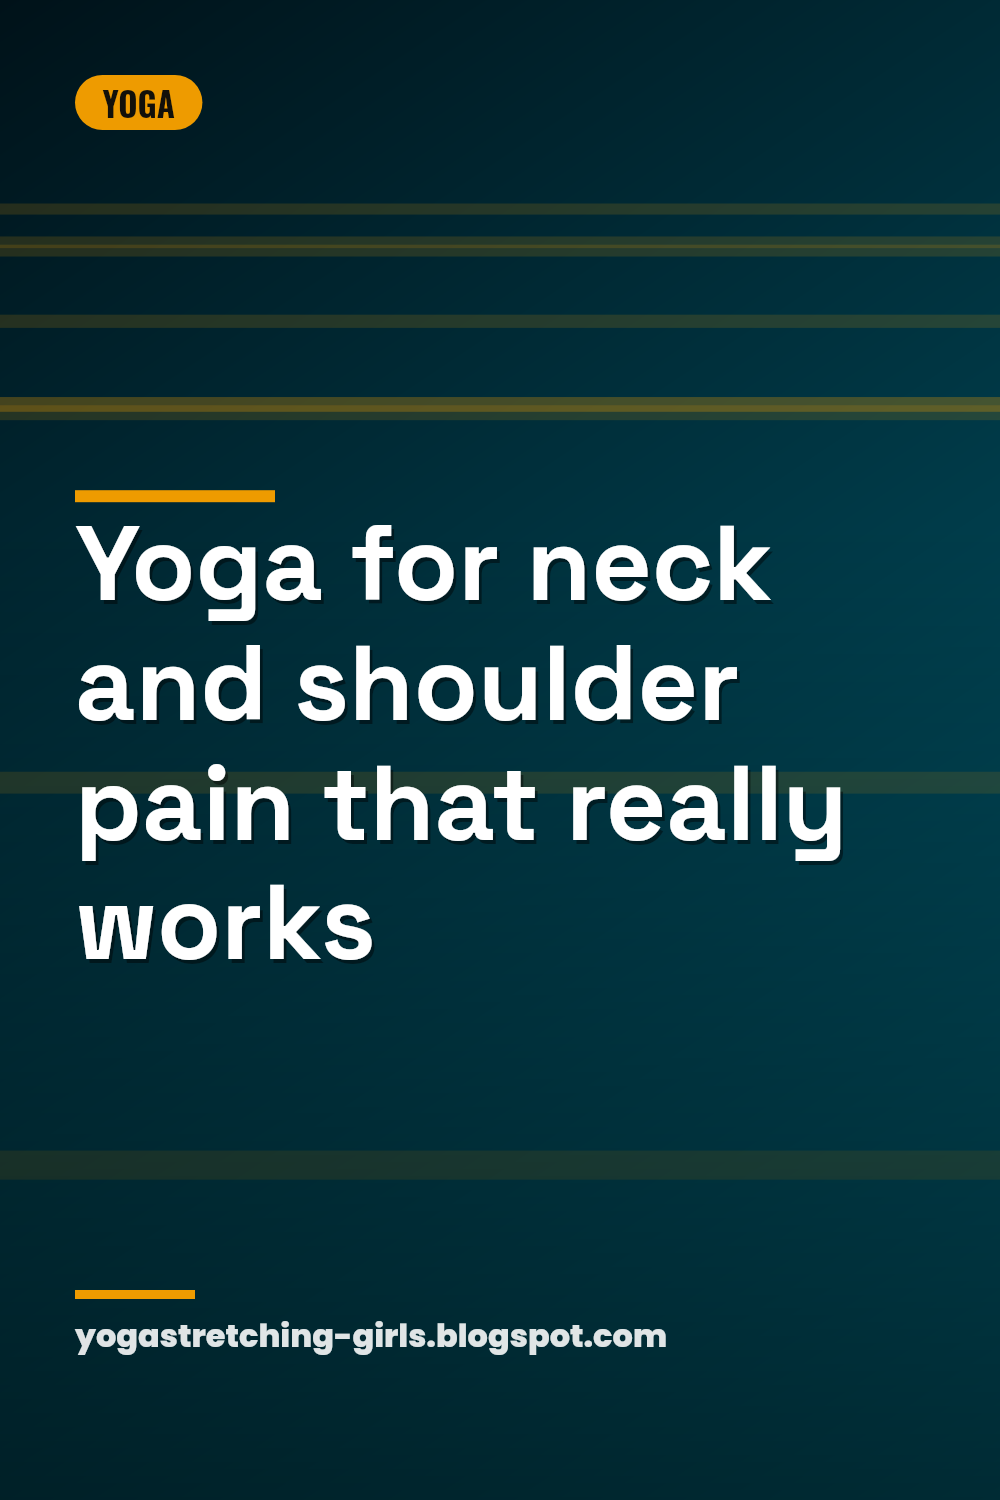 YOGA
Yoga for neck
and shoulder
pain that really
works
yogastretching-girls.blogspot.com